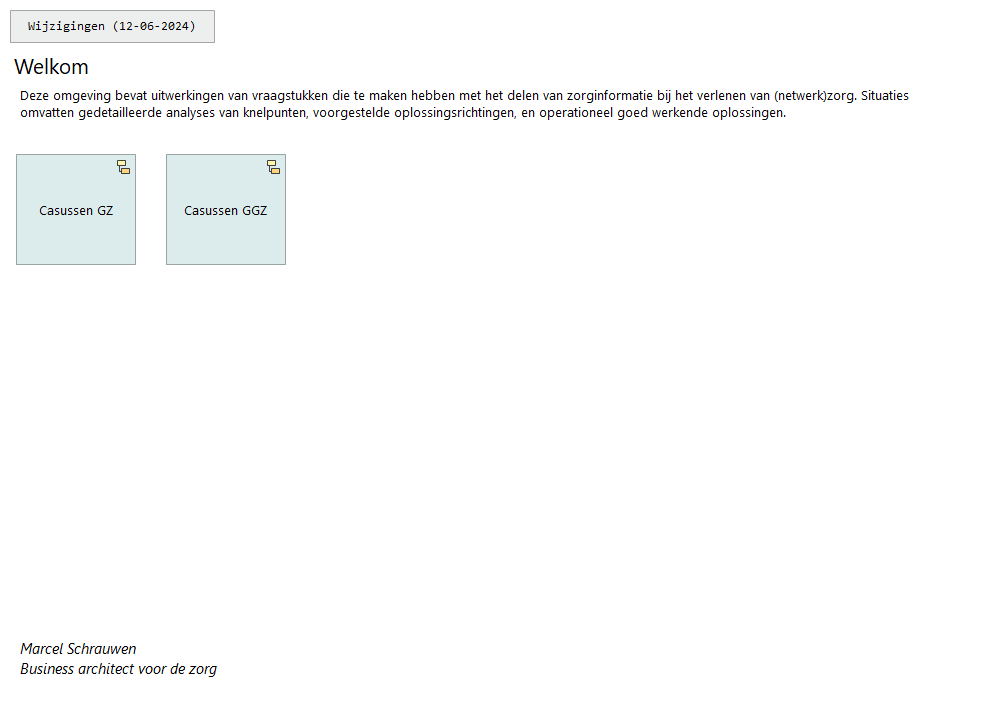 Wijzigingen (12-06-2024)
Welkom
Deze omgeving bevat uitwerkingen van vraagstukken die te maken hebben met het delen van zorginformatie bij het verlenen van (netwerk)zorg. Situaties
omvatten gedetailleerde analyses van knelpunten, voorgestelde oplossingsrichtingen, en operationeel goed werkende oplossingen.
Casussen GZ
Casussen GGZ
Marcel Schrauwen
Business architect voor de zorg